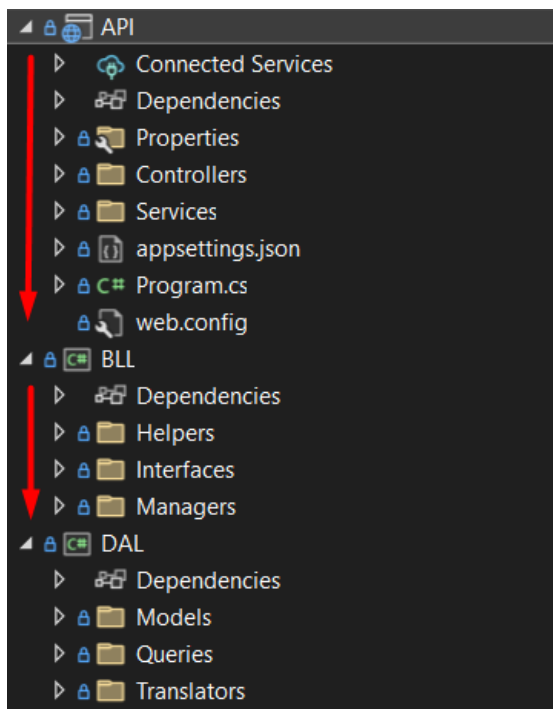 API
Connected Services
Dependencies
Properties
Controllers
Services
appsettings.json
C# Program.cs
web.config
C# BLL
Dependencies
Helpers
Interfaces
Managers
C# DAL
Dependencies
Models
Queries
Translators